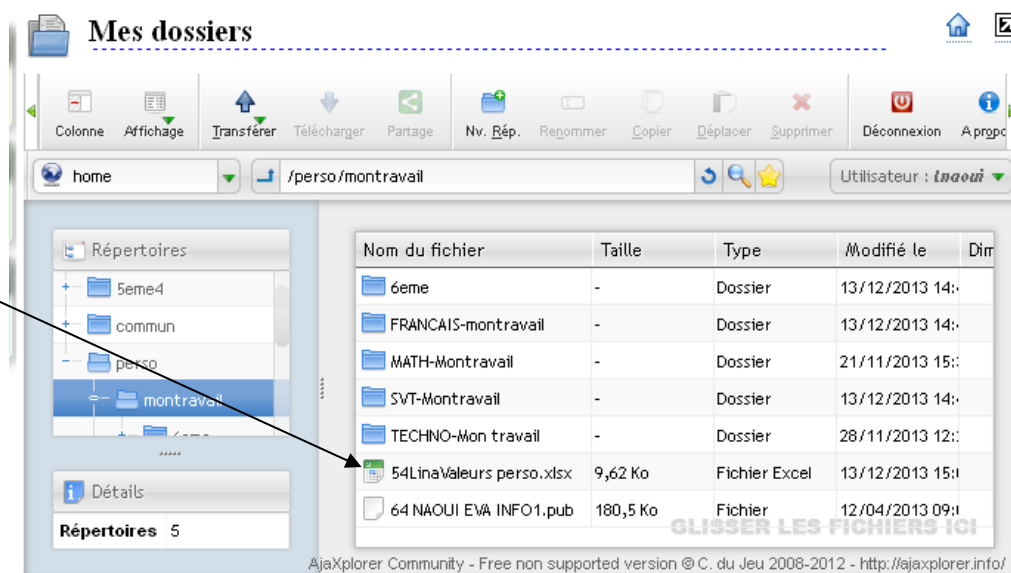 Mes dossiers
Colonne Affichage Transférer Télécharger Partage Nv. Rép. Renommer Copier Déplacer Supprimer Déconnexion A propo
home /perso/montravail Utilisateur : lnaoui
Répertoires
5eme4
commun
perso
montravail
Nom du fichier Taille Type Modifié le Dim
6eme - Dossier 13/12/2013 14:
FRANCAIS-montravail - Dossier 13/12/2013 14:
MATH-Montravail - Dossier 21/11/2013 15:
SVT-Montravail - Dossier 13/12/2013 14:
TECHNO-Mon travail - Dossier 28/11/2013 12:
54LinaValeurs perso.xlsx 9,62 Ko Fichier Excel 13/12/2013 15:
64 NAOUI EVA INFO1.pub 180,5 Ko Fichier 12/04/2013 09:
GLISSER LES FICHIERS ICI
Détails
Répertoires 5
AjaXplorer Community - Free non supported version © C. du Jeu 2008-2012 - http://ajaxplorer.info/